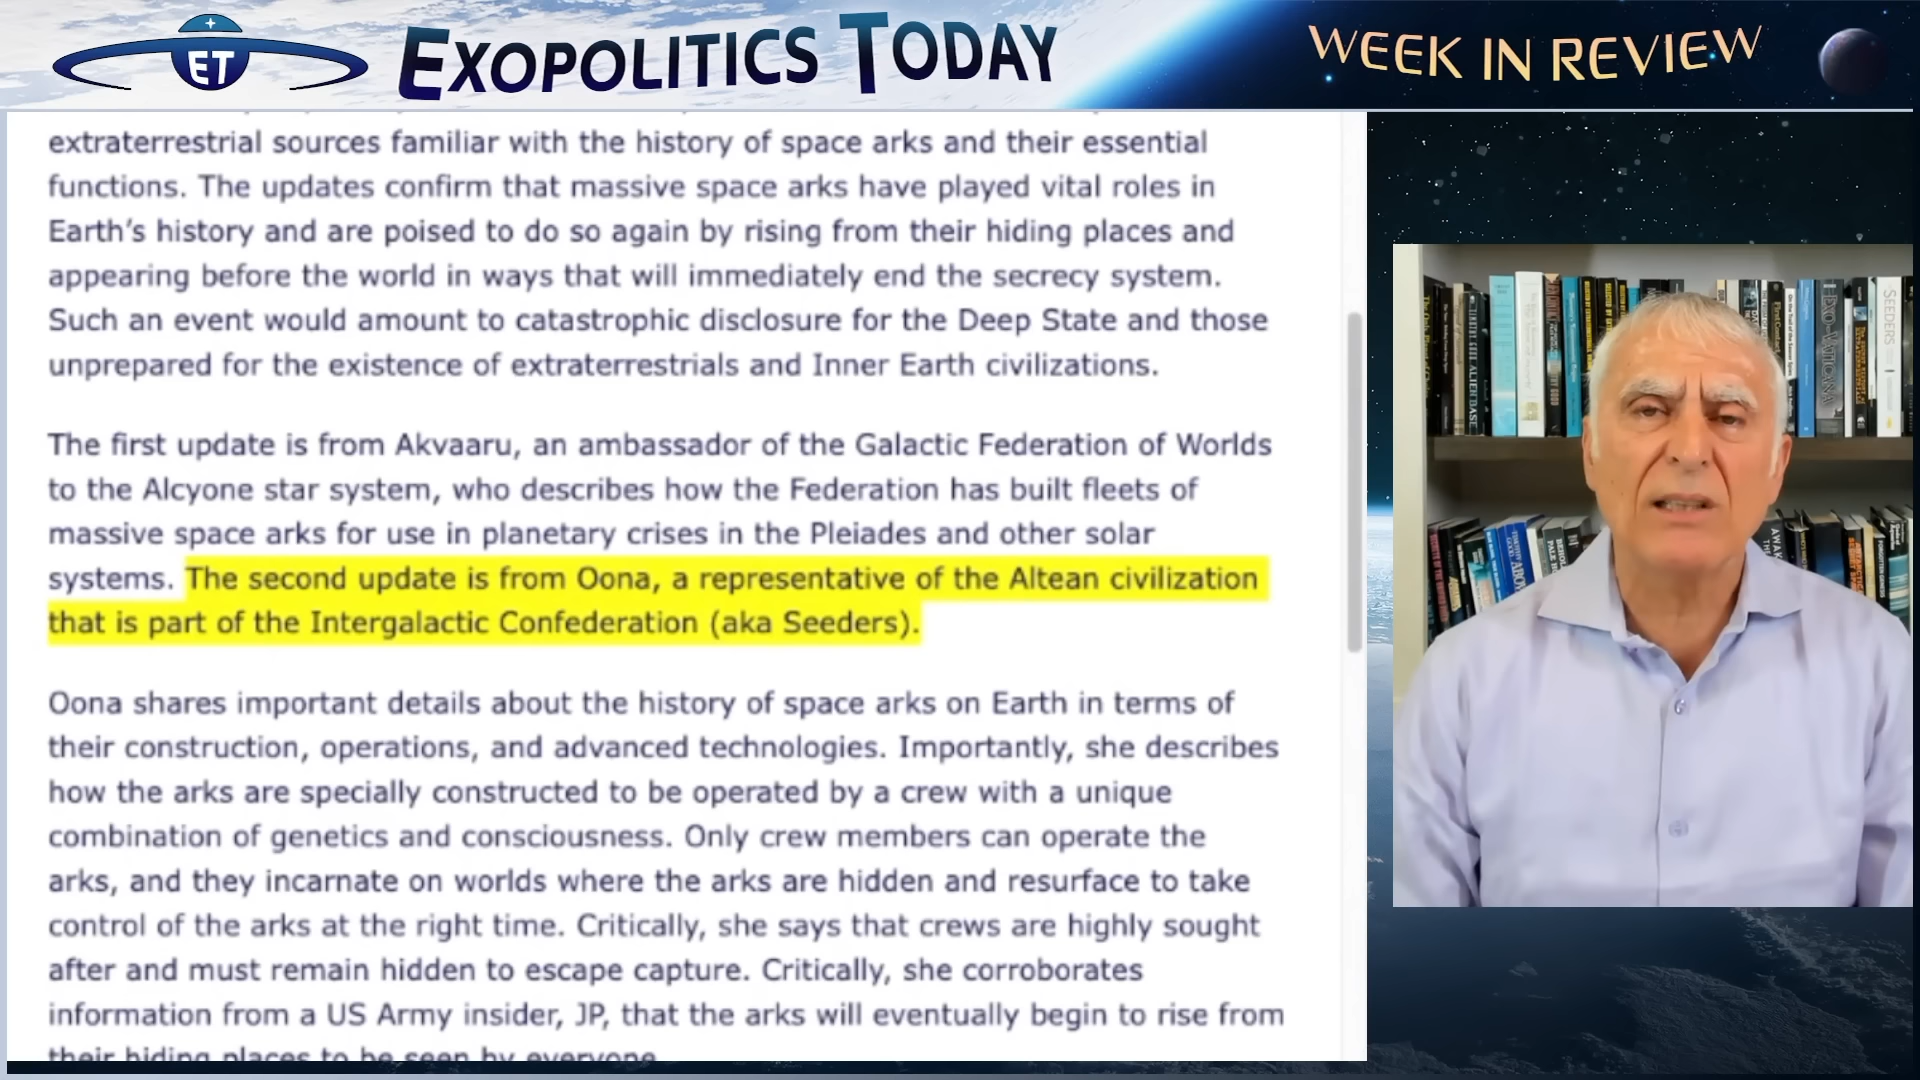 ET
EXOPOLITICS TODAY
WEEK IN REVIEW
extraterrestrial sources familiar with the history of space arks and their essential
functions. The updates confirm that massive space arks have played vital roles in
Earth’s history and are poised to do so again by rising from their hiding places and
appearing before the world in ways that will immediately end the secrecy system.
Such an event would amount to catastrophic disclosure for the Deep State and those
unprepared for the existence of extraterrestrials and Inner Earth civilizations.
The first update is from Akvaaru, an ambassador of the Galactic Federation of Worlds
to the Alcyone star system, who describes how the Federation has built fleets of
massive space arks for use in planetary crises in the Pleiades and other solar
systems. The second update is from Oona, a representative of the Altean civilization
that is part of the Intergalactic Confederation (aka Seeders).
Oona shares important details about the history of space arks on Earth in terms of
their construction, operations, and advanced technologies. Importantly, she describes
how the arks are specially constructed to be operated by a crew with a unique
combination of genetics and consciousness. Only crew members can operate the
arks, and they incarnate on worlds where the arks are hidden and resurface to take
control of the arks at the right time. Critically, she says that crews are highly sought
after and must remain hidden to escape capture. Critically, she corroborates
information from a US Army insider, JP, that the arks will eventually begin to rise from
their hiding places to be seen by everyone.
ALIEN BASE
EXO-VATICANA
SEEDERS